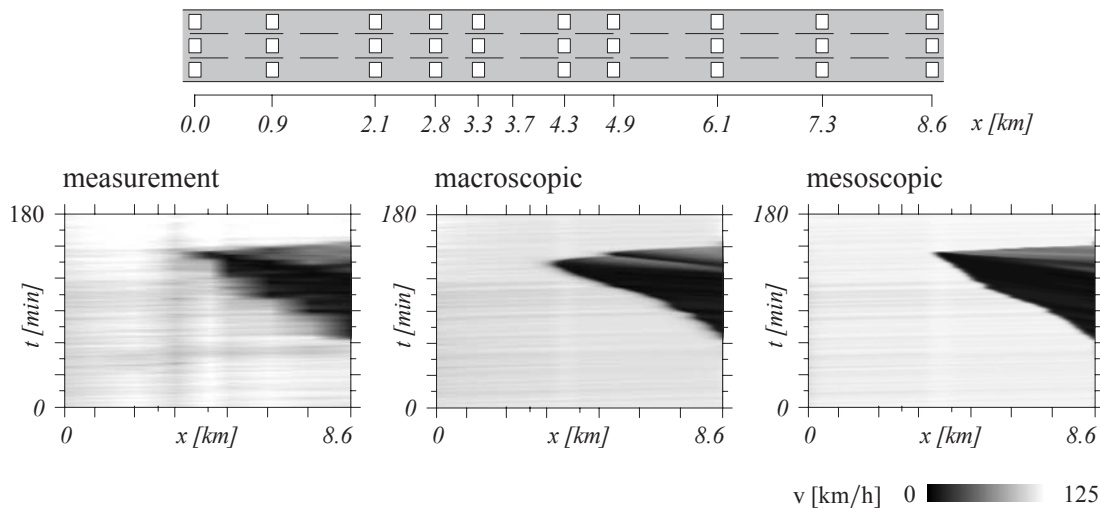 0.0 0.9 2.1 2.8 3.3 3.7 4.3 4.9 6.1 7.3 8.6 x [km]
measurement macroscopic mesoscopic
180 180 180
t [min] t [min] t [min]
0 0 0
0 x [km] 8.6 0 x [km] 8.6 0 x [km] 8.6
v [km/h] 0 125